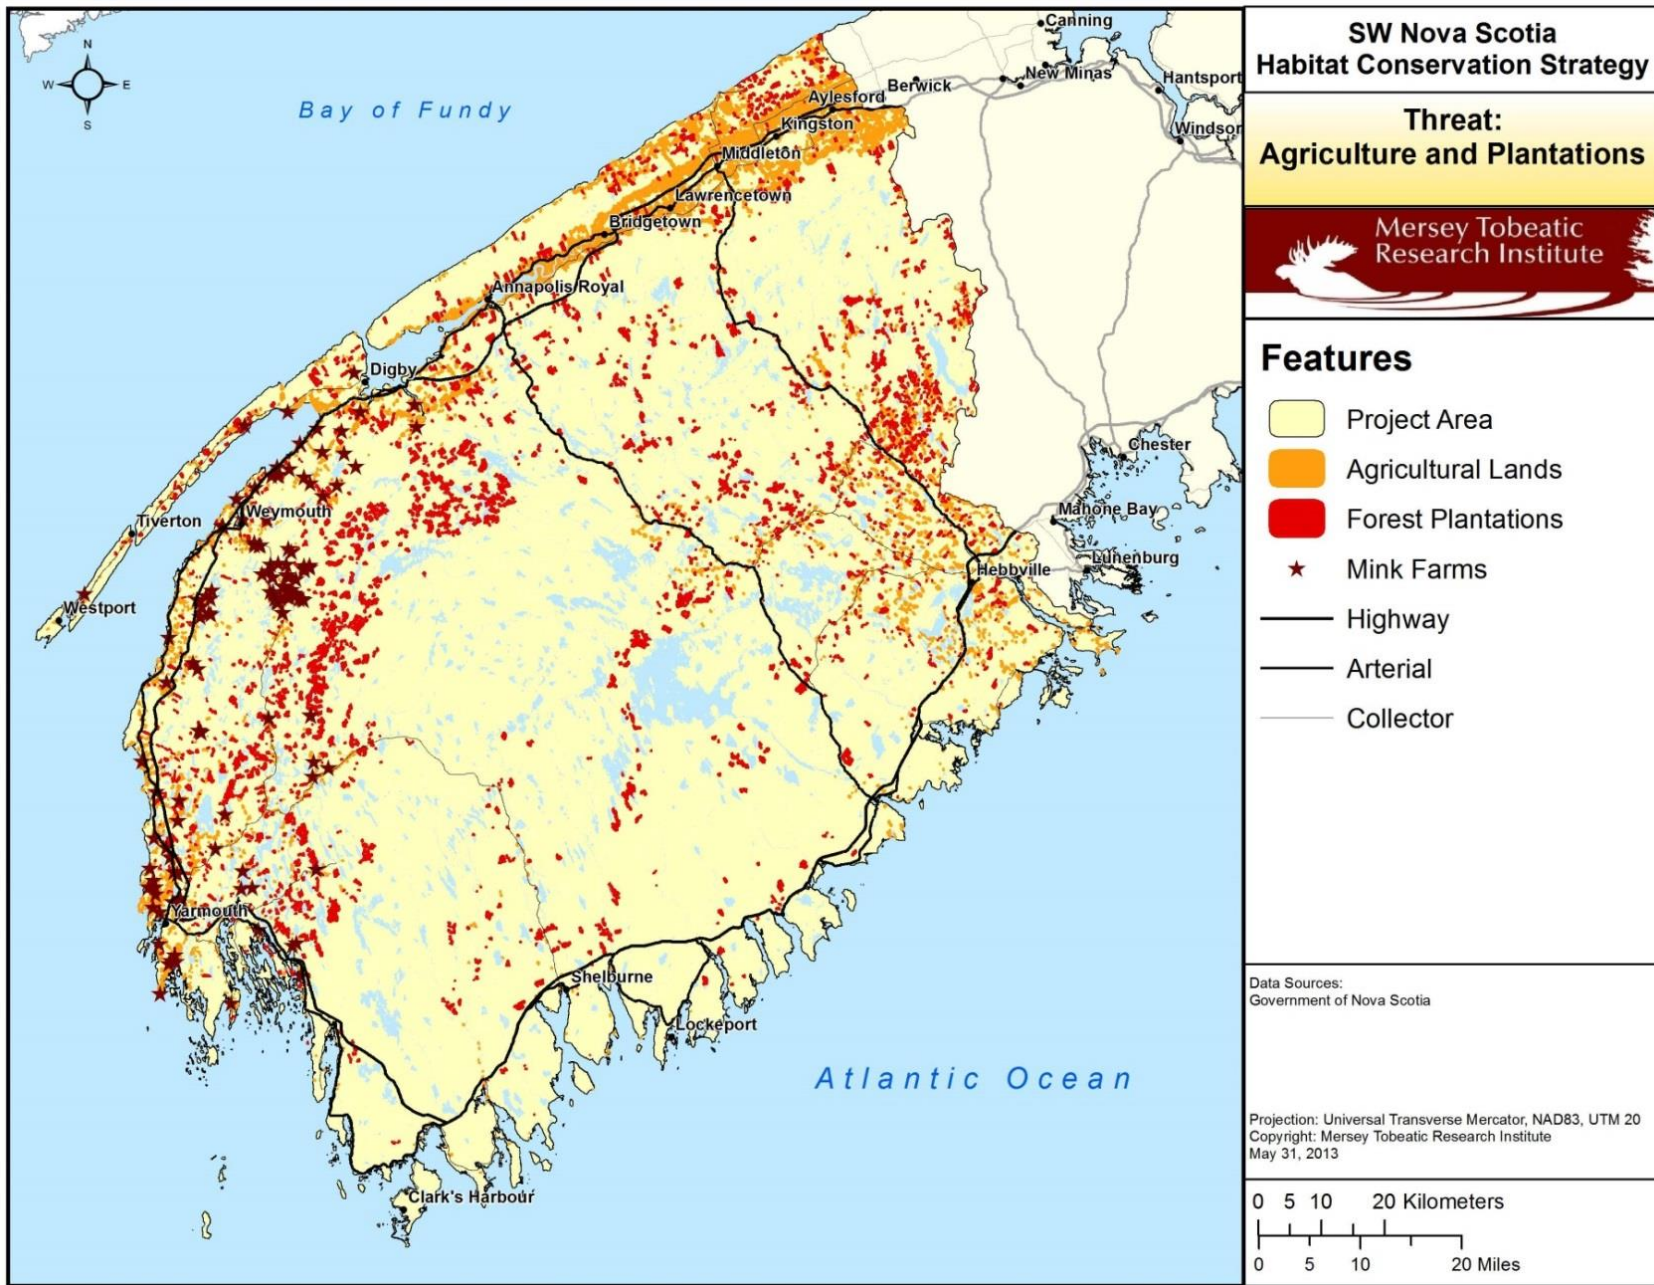 N
W E
S
Bay of Fundy
Canning
Berwick
New Minas
Hantsport
Aylesford
Kingston
Windsor
Middleton
Lawrencetown
Bridgetown
Annapolis Royal
Digby
Chester
Weymouth
Tiverton
Mahone Bay
Lunenburg
Hebbville
Westport
Yarmouth
Shelburne
Lockeport
Atlantic Ocean
Clark's Harbour
SW Nova Scotia
Habitat Conservation Strategy
Threat:
Agriculture and Plantations
Mersey Tobeatic
Research Institute
Features
Project Area
Agricultural Lands
Forest Plantations
Mink Farms
Highway
Arterial
Collector
Data Sources:
Government of Nova Scotia
Projection: Universal Transverse Mercator, NAD83, UTM 20
Copyright: Mersey Tobeatic Research Institute
May 31, 2013
0 5 10 20 Kilometers
0 5 10 20 Miles